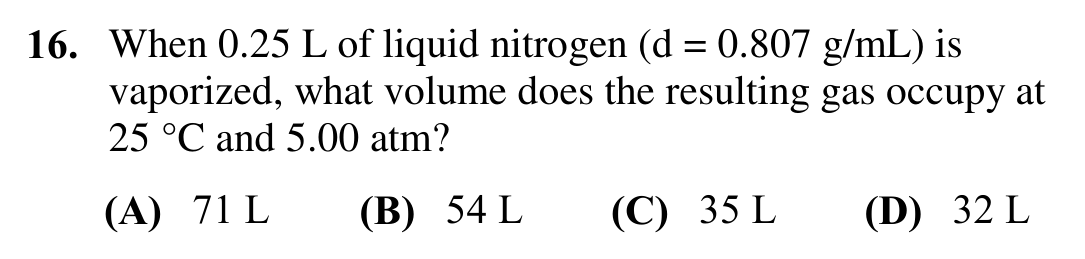 16. When 0.25 L of liquid nitrogen (d = 0.807 g/mL) is
vaporized, what volume does the resulting gas occupy at
25 °C and 5.00 atm?
(A) 71 L (B) 54 L (C) 35 L (D) 32 L